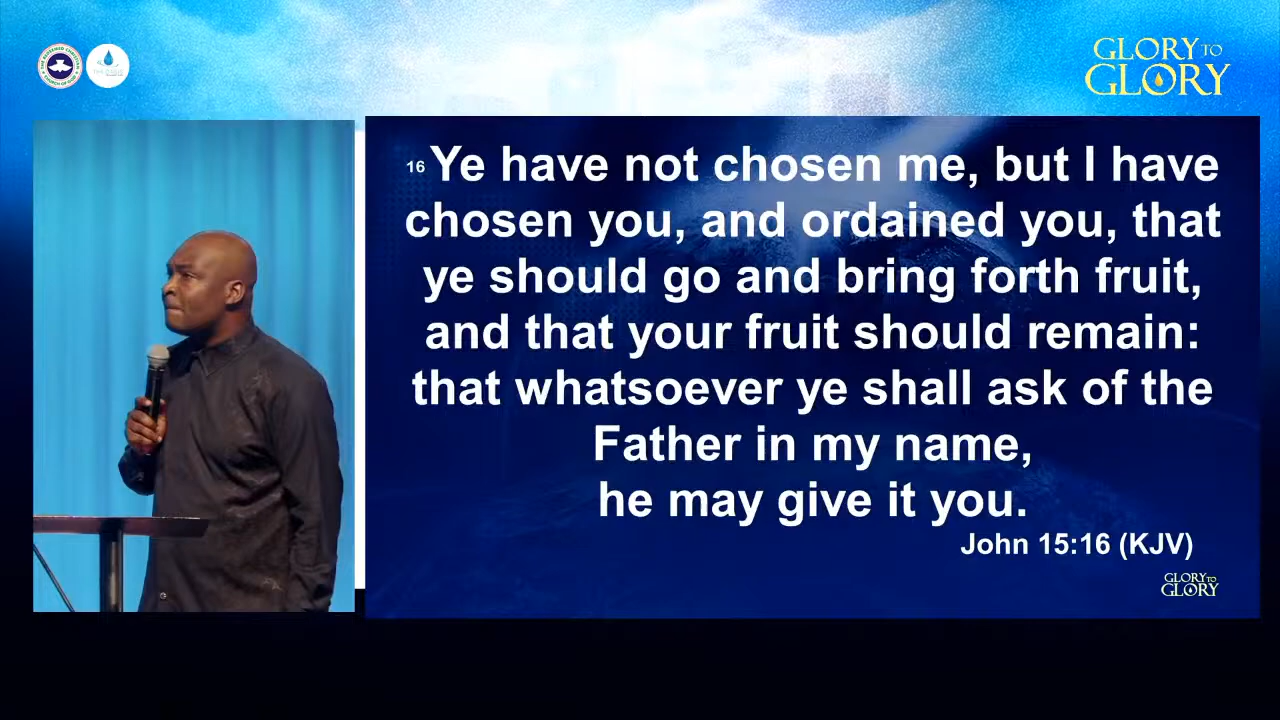 GLORY TO
GLORY
16 Ye have not chosen me, but I have
chosen you, and ordained you, that
ye should go and bring forth fruit,
and that your fruit should remain:
that whatsoever ye shall ask of the
Father in my name,
he may give it you.
John 15:16 (KJV)
GLORY TO
GLORY